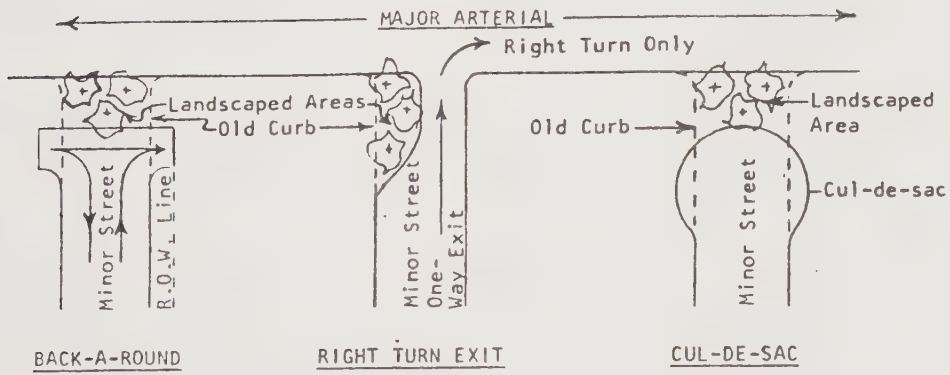 MAJOR ARTERIAL
Right Turn Only
Landscaped Areas
Old Curb
Old Curb
Landscaped
Area
Cul-de-sac
Minor Street
R.O.W. Line
Minor Street
One-
Way Exit
Minor Street
BACK-A-ROUND
RIGHT TURN EXIT
CUL-DE-SAC